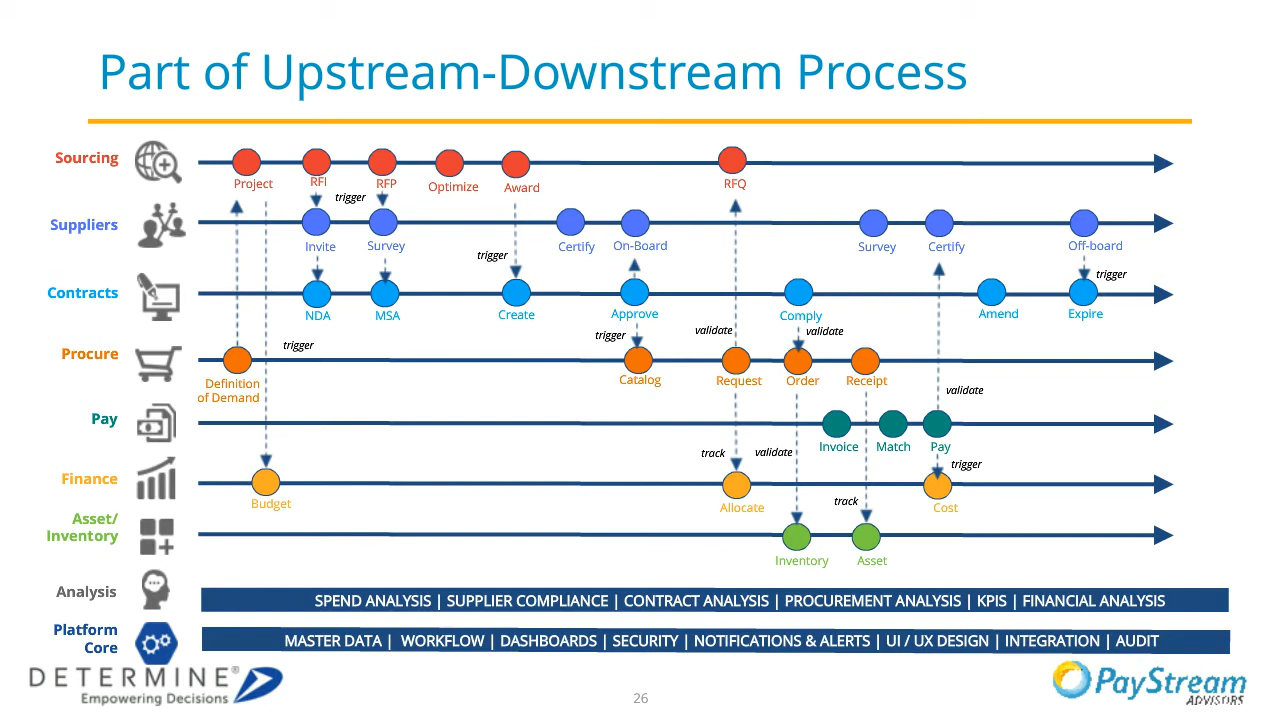 Part of Upstream-Downstream Process
Sourcing
Project
RFI
RFP
Optimize
Award
RFQ
trigger
Suppliers
Invite
Survey
Certify
On-Board
Survey
Certify
Off-board
trigger
trigger
Contracts
NDA
MSA
Create
Approve
Comply
Amend
Expire
trigger
trigger
validate
validate
Procure
Definition
of Demand
Catalog
Request
Order
Receipt
validate
Pay
Invoice
Match
Pay
track
validate
trigger
Finance
Budget
Allocate
Cost
track
Asset/
Inventory
Inventory
Asset
Analysis
SPEND ANALYSIS | SUPPLIER COMPLIANCE | CONTRACT ANALYSIS | PROCUREMENT ANALYSIS | KPIS | FINANCIAL ANALYSIS
Platform
Core
MASTER DATA | WORKFLOW | DASHBOARDS | SECURITY | NOTIFICATIONS & ALERTS | UI / UX DESIGN | INTEGRATION | AUDIT
DETERMINE®
Empowering Decisions
26
PayStream
ADVISORS